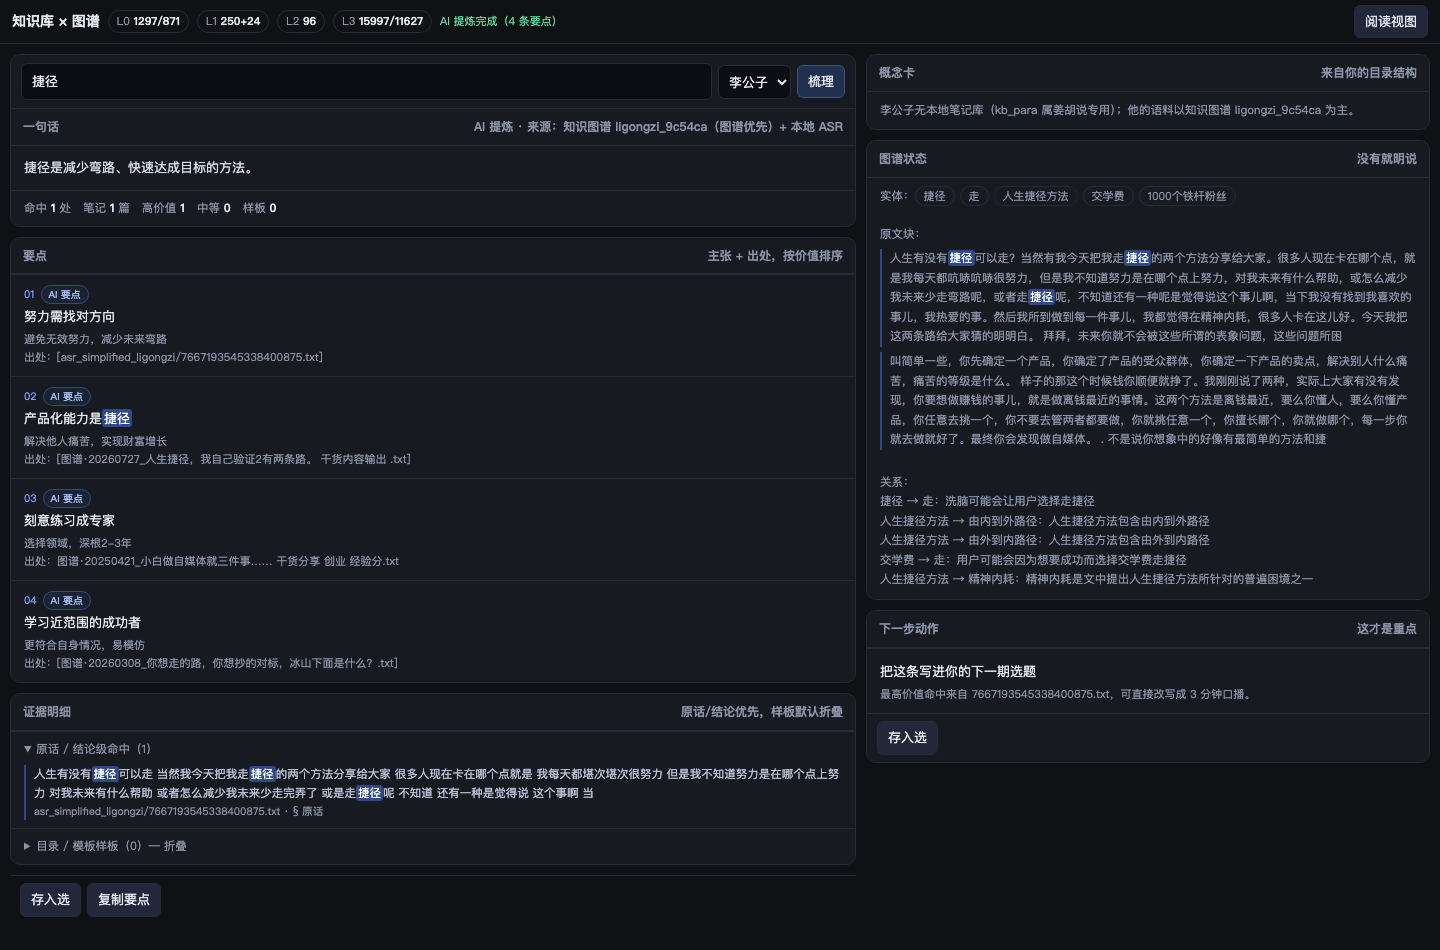 知识库 × 图谱
L0 1297/871
L1 250+24
L2 96
L3 15997/11627
AI 提炼完成（4 条要点）
阅读视图
捷径
李公子
梳理
一句话
AI 提炼 · 来源：知识图谱 ligongzi_9c54ca（图谱优先）+ 本地 ASR
捷径是减少弯路、快速达成目标的方法。
命中 1 处 笔记 1 篇 高价值 1 中等 0 样板 0
要点
主张 + 出处，按价值排序
01 AI 要点
努力需找对方向
避免无效努力，减少未来弯路
出处：[asr_simplified_ligongzi/7667193545338400875.txt]
02 AI 要点
产品化能力是捷径
解决他人痛苦，实现财富增长
出处：[图谱·20260727_人生捷径，我自己验证2有两条路。 干货内容输出 .txt]
03 AI 要点
刻意练习成专家
选择领域，深根2-3年
出处：图谱·20250421_小白做自媒体就三件事…… 干货分享 创业 经验分.txt
04 AI 要点
学习近范围的成功者
更符合自身情况，易模仿
出处：[图谱·20260308_你想走的路，你想抄的对标，冰山下面是什么？.txt]
证据明细
原话/结论优先，样板默认折叠
▼ 原话 / 结论级命中（1）
人生有没有捷径可以走 当然我今天把我走捷径的两个方法分享给大家 很多人现在卡在哪个点就是 我每天都堪次堪次很努力 但是我不知道努力是在哪个点上努
力 对我未来有什么帮助 或者怎么减少我未来少走完弄了 或是走捷径呢 不知道 还有一种是觉得说 这个事啊 当
asr_simplified_ligongzi/7667193545338400875.txt · § 原话
▶ 目录 / 模板样板（0）— 折叠
存入选
复制要点
概念卡
来自你的目录结构
李公子无本地笔记库（kb_para 属姜胡说专用）；他的语料以知识图谱 ligongzi_9c54ca 为主。
图谱状态
没有就明说
实体： 捷径 走 人生捷径方法 交学费 1000个铁杆粉丝
原文块：
人生有没有捷径可以走？当然有我今天把我走捷径的两个方法分享给大家。很多人现在卡在哪个点，就
是我每天都吭哧吭哧很努力，但是我不知道努力是在哪个点上努力，对我未来有什么帮助，或怎么减少
我未来少走弯路呢，或者走捷径呢，不知道还有一种呢是觉得说这个事儿啊，当下我没有找到我喜欢的
事儿，我热爱的事。然后我所到做到每一件事儿，我都觉得在精神内耗，很多人卡在这儿好。今天我把
这两条路给大家猜的明明白。 拜拜，未来你就不会被这些所谓的表象问题，这些问题所困
叫简单一些，你先确定一个产品，你确定了产品的受众群体，你确定一下产品的卖点，解决别人什么痛
苦，痛苦的等级是什么。 样子的那这个时候钱你顺便就挣了。我刚刚说了两种，实际上大家有没有发
现，你要想做赚钱的事儿，就是做离钱最近的事情。这两个方法是离钱最近，要么你懂人，要么你懂产
品，你任意去挑一个，你不要去管两者都要做，你就挑任意一个，你擅长哪个，你就做哪个，每一步你
就去做就好了。最终你会发现做自媒体。 . 不是说你想象中的好像有最简单的方法和捷
关系：
捷径 → 走：洗脑可能会让用户选择走捷径
人生捷径方法 → 由内到外路径：人生捷径方法包含由内到外路径
人生捷径方法 → 由外到内路径：人生捷径方法包含由外到内路径
交学费 → 走：用户可能会因为想要成功而选择交学费走捷径
人生捷径方法 → 精神内耗：精神内耗是文中提出人生捷径方法所针对的普遍困境之一
下一步动作
这才是重点
把这条写进你的下一期选题
最高价值命中来自 7667193545338400875.txt，可直接改写成 3 分钟口播。
存入选